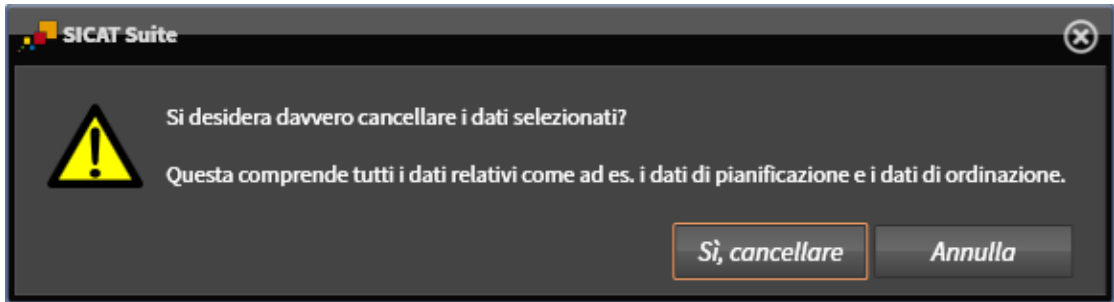 SICAT Suite
Si desidera davvero cancellare i dati selezionati?
Questa comprende tutti i dati relativi come ad es. i dati di pianificazione e i dati di ordinazione.
Sì, cancellare
Annulla